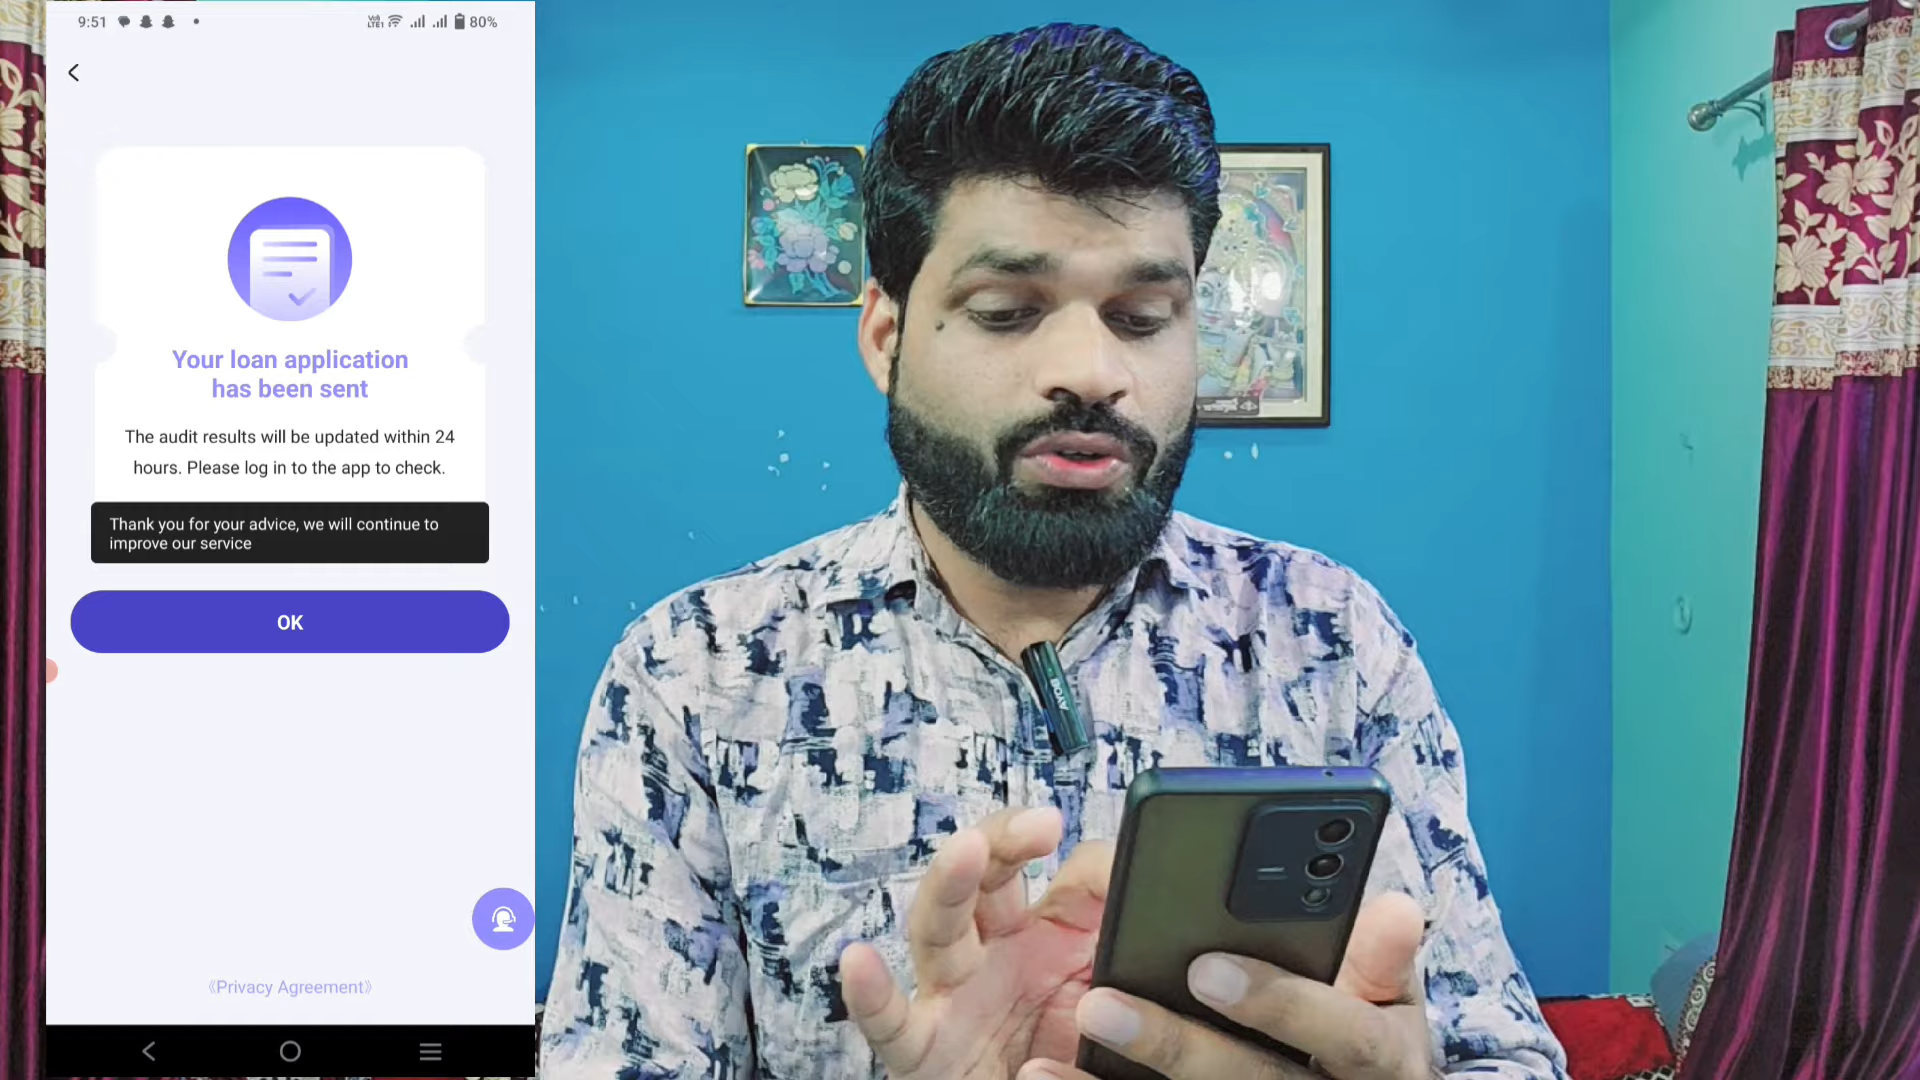 9:51
80%
Your loan application
has been sent
The audit results will be updated within 24
hours. Please log in to the app to check.
Thank you for your advice, we will continue to
improve our service
OK
《Privacy Agreement》
BOAY